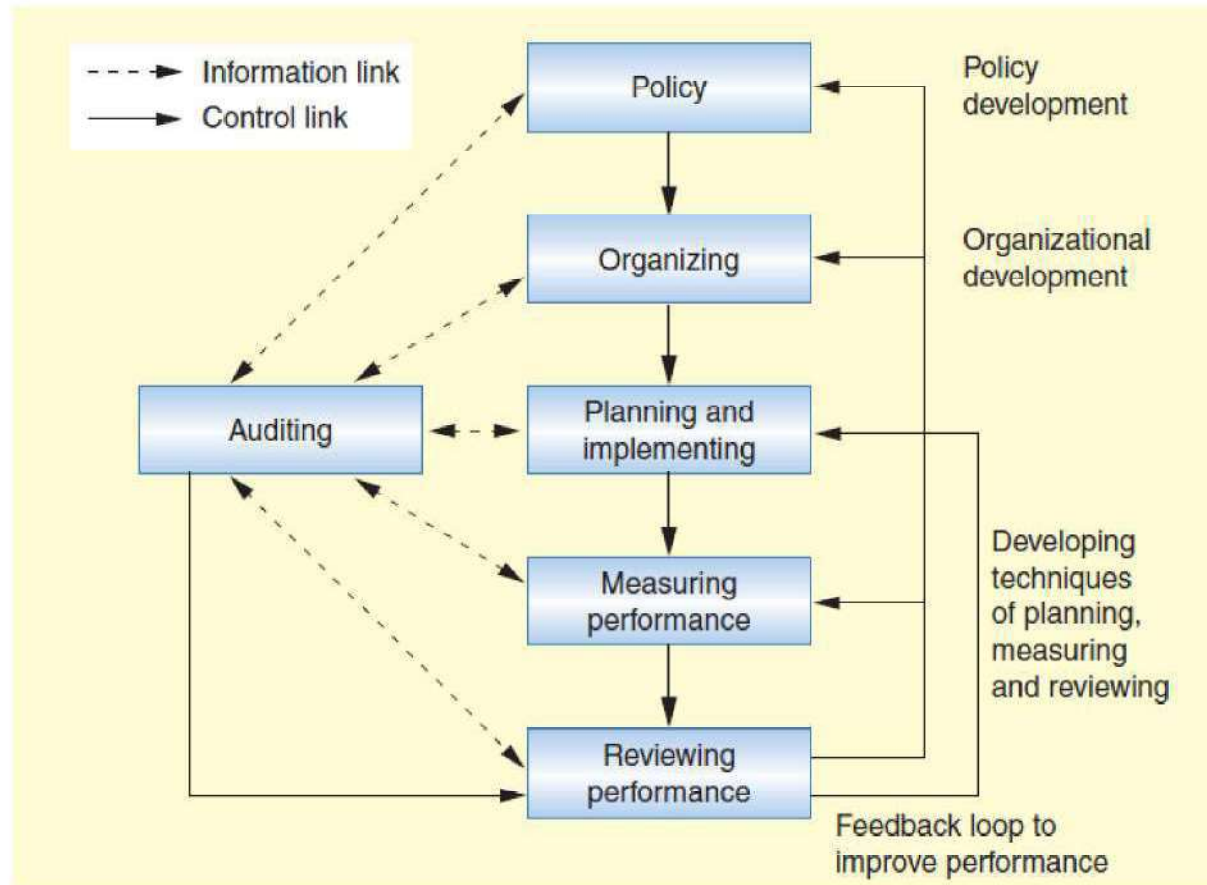 Information link
Control link
Policy
Policy
development
Organizing
Organizational
development
Auditing
Planning and
implementing
Measuring
performance
Developing
techniques
of planning,
measuring
and reviewing
Reviewing
performance
Feedback loop to
improve performance